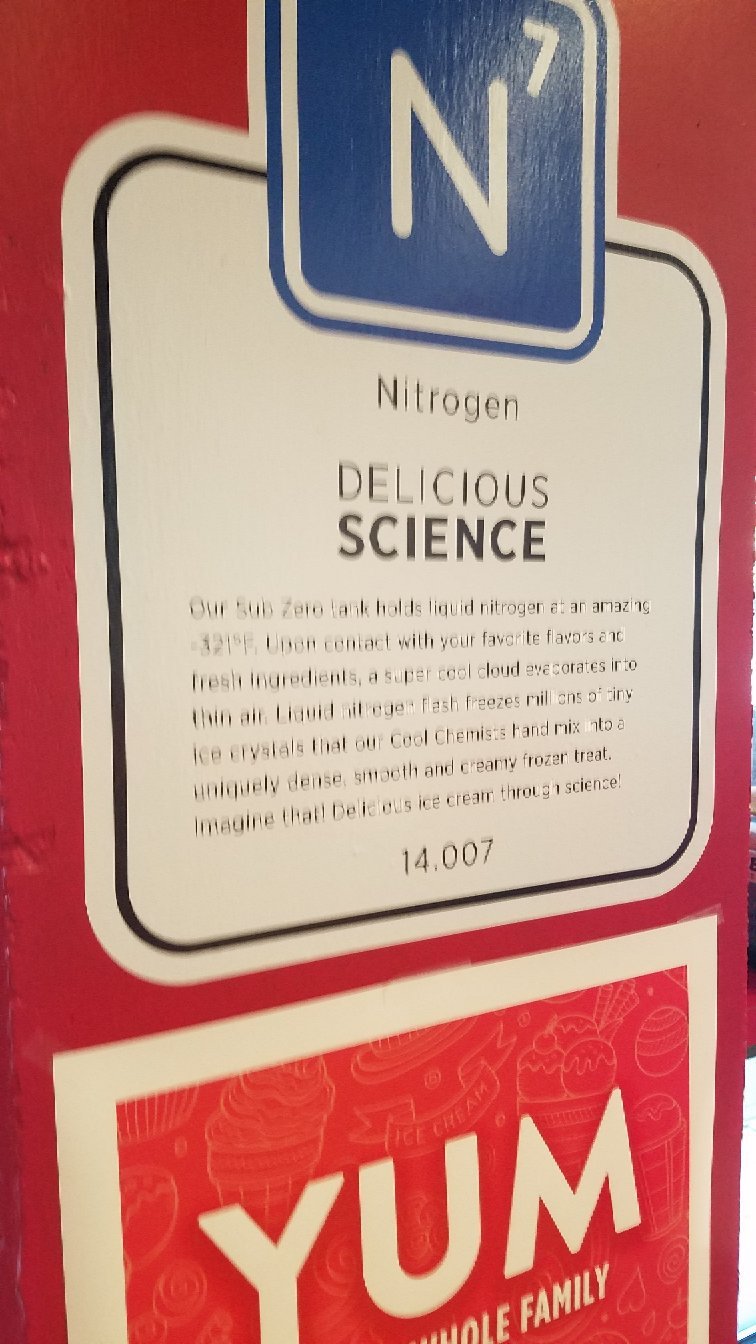 N 7
Nitrogen
DELICIOUS
SCIENCE
Our Sub Zero tank holds liquid nitrogen at an amazing
-321°F. Upon contact with your favorite flavors and
fresh ingredients, a super cool cloud evaporates into
thin air. Liquid nitrogen flash freezes millions of tiny
ice crystals that our Cool Chemists hand mix into a
uniquely dense, smooth and creamy frozen treat.
Imagine that! Delicious ice cream through science!
14.007
ICE CREAM
YUM
WHOLE FAMILY